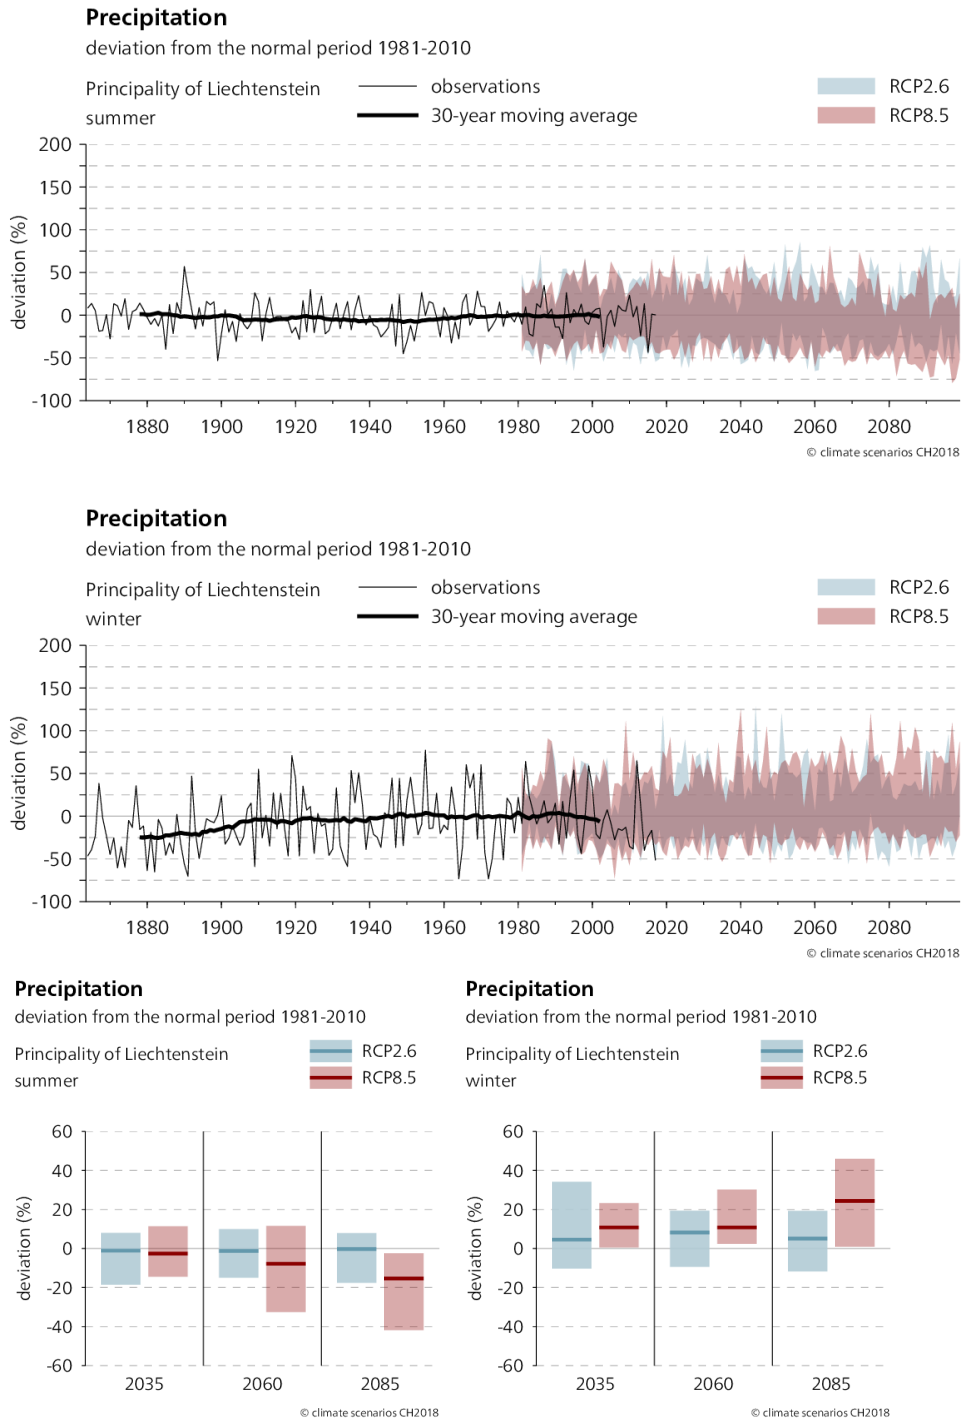 Precipitation
deviation from the normal period 1981-2010
Principality of Liechtenstein
summer
observations
30-year moving average
RCP2.6
RCP8.5
deviation (%)
200
150
100
50
0
-50
-100
1880 1900 1920 1940 1960 1980 2000 2020 2040 2060 2080
© climate scenarios CH2018
Precipitation
deviation from the normal period 1981-2010
Principality of Liechtenstein
winter
observations
30-year moving average
RCP2.6
RCP8.5
deviation (%)
200
150
100
50
0
-50
-100
1880 1900 1920 1940 1960 1980 2000 2020 2040 2060 2080
© climate scenarios CH2018
Precipitation
deviation from the normal period 1981-2010
Principality of Liechtenstein
summer
RCP2.6
RCP8.5
deviation (%)
60
40
20
0
-20
-40
-60
2035 2060 2085
© climate scenarios CH2018
Precipitation
deviation from the normal period 1981-2010
Principality of Liechtenstein
winter
RCP2.6
RCP8.5
deviation (%)
60
40
20
0
-20
-40
-60
2035 2060 2085
© climate scenarios CH2018